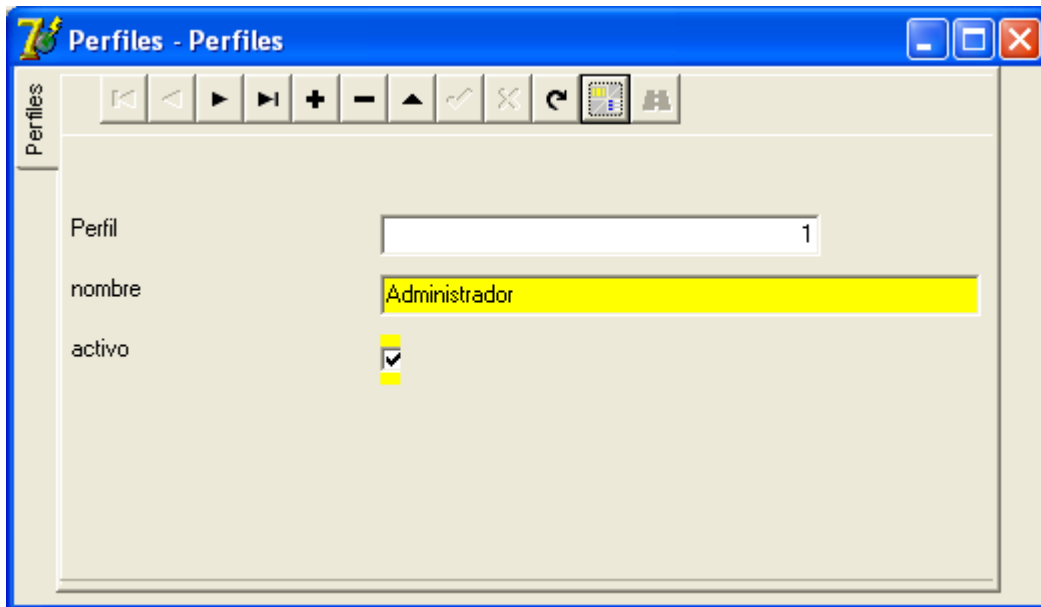 Perfiles - Perfiles
Perfiles
Perfil
1
nombre
Administrador
activo